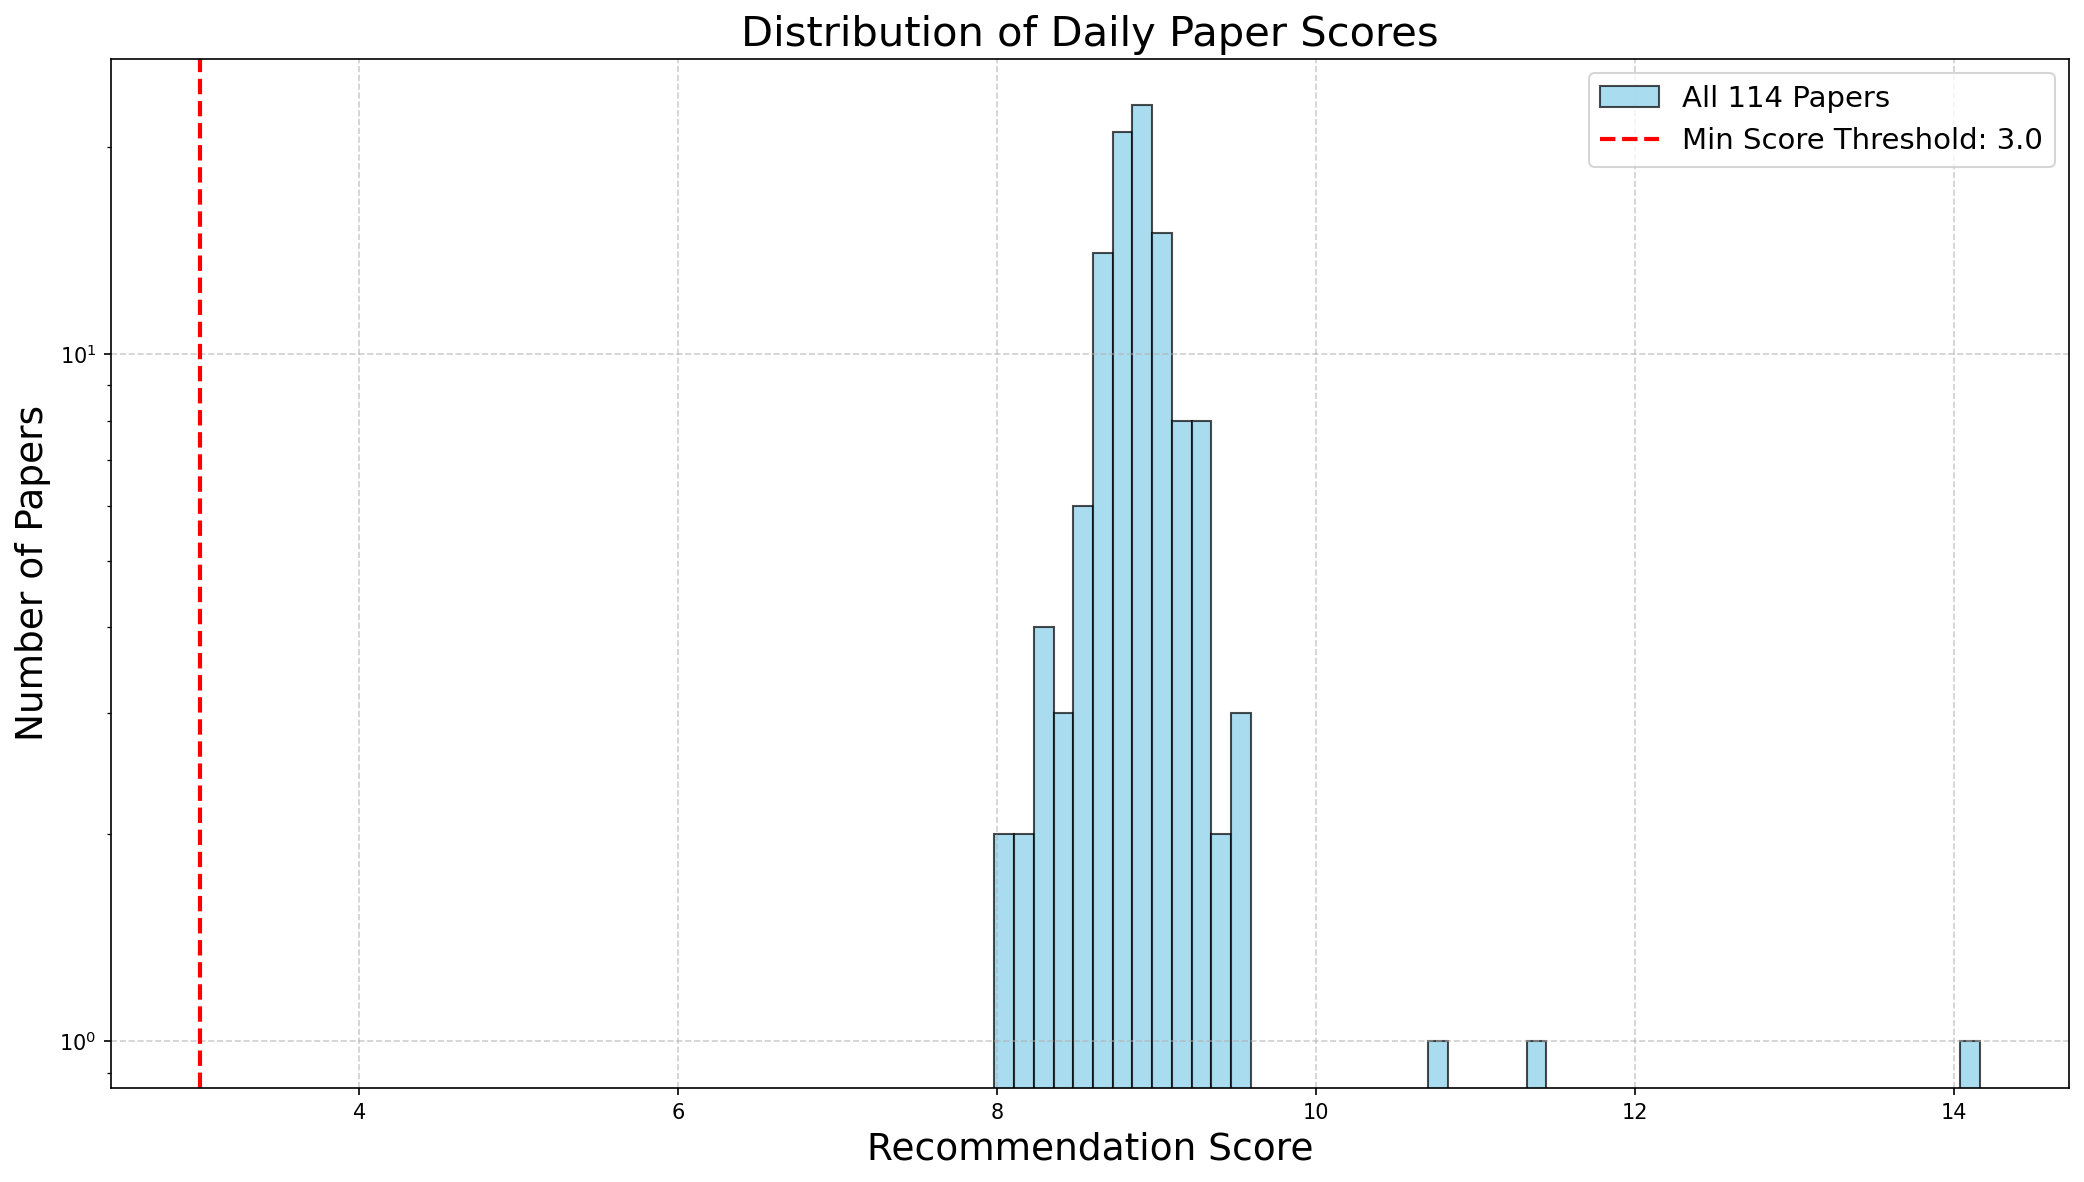 Distribution of Daily Paper Scores
All 114 Papers
Min Score Threshold: 3.0
Number of Papers
10¹
10⁰
4 6 8 10 12 14
Recommendation Score